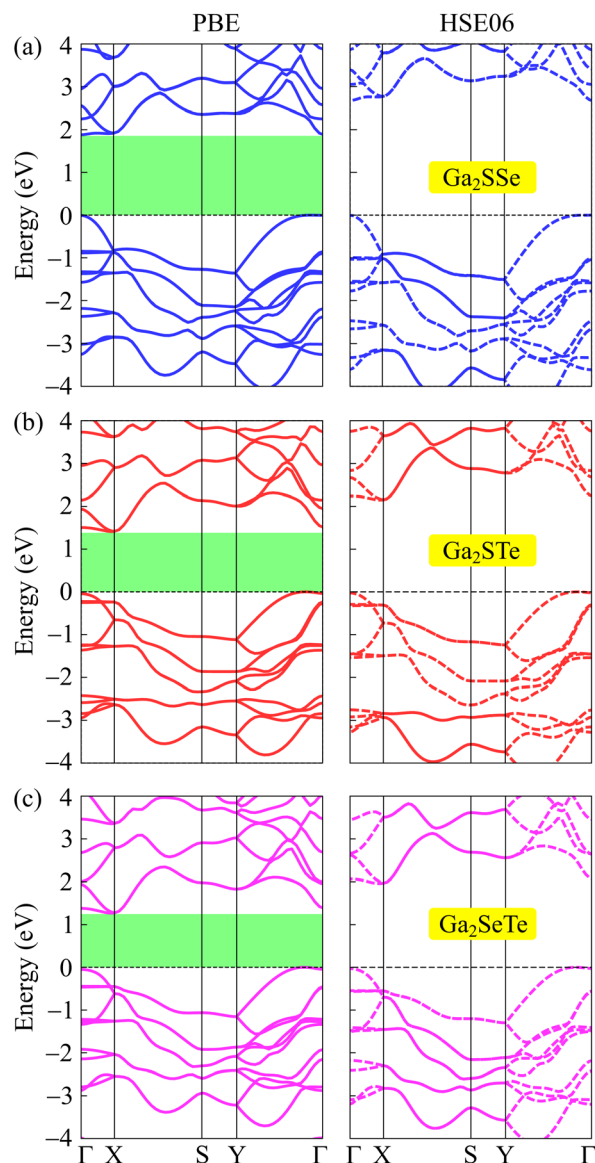 PBE HSE06
(a)
4
3
2
1
0
−1
−2
−3
−4
Energy (eV)
Ga₂SSe
(b)
4
3
2
1
0
−1
−2
−3
−4
Energy (eV)
Ga₂STe
(c)
4
3
2
1
0
−1
−2
−3
−4
Energy (eV)
Ga₂SeTe
Γ X S Y Γ Γ X S Y Γ